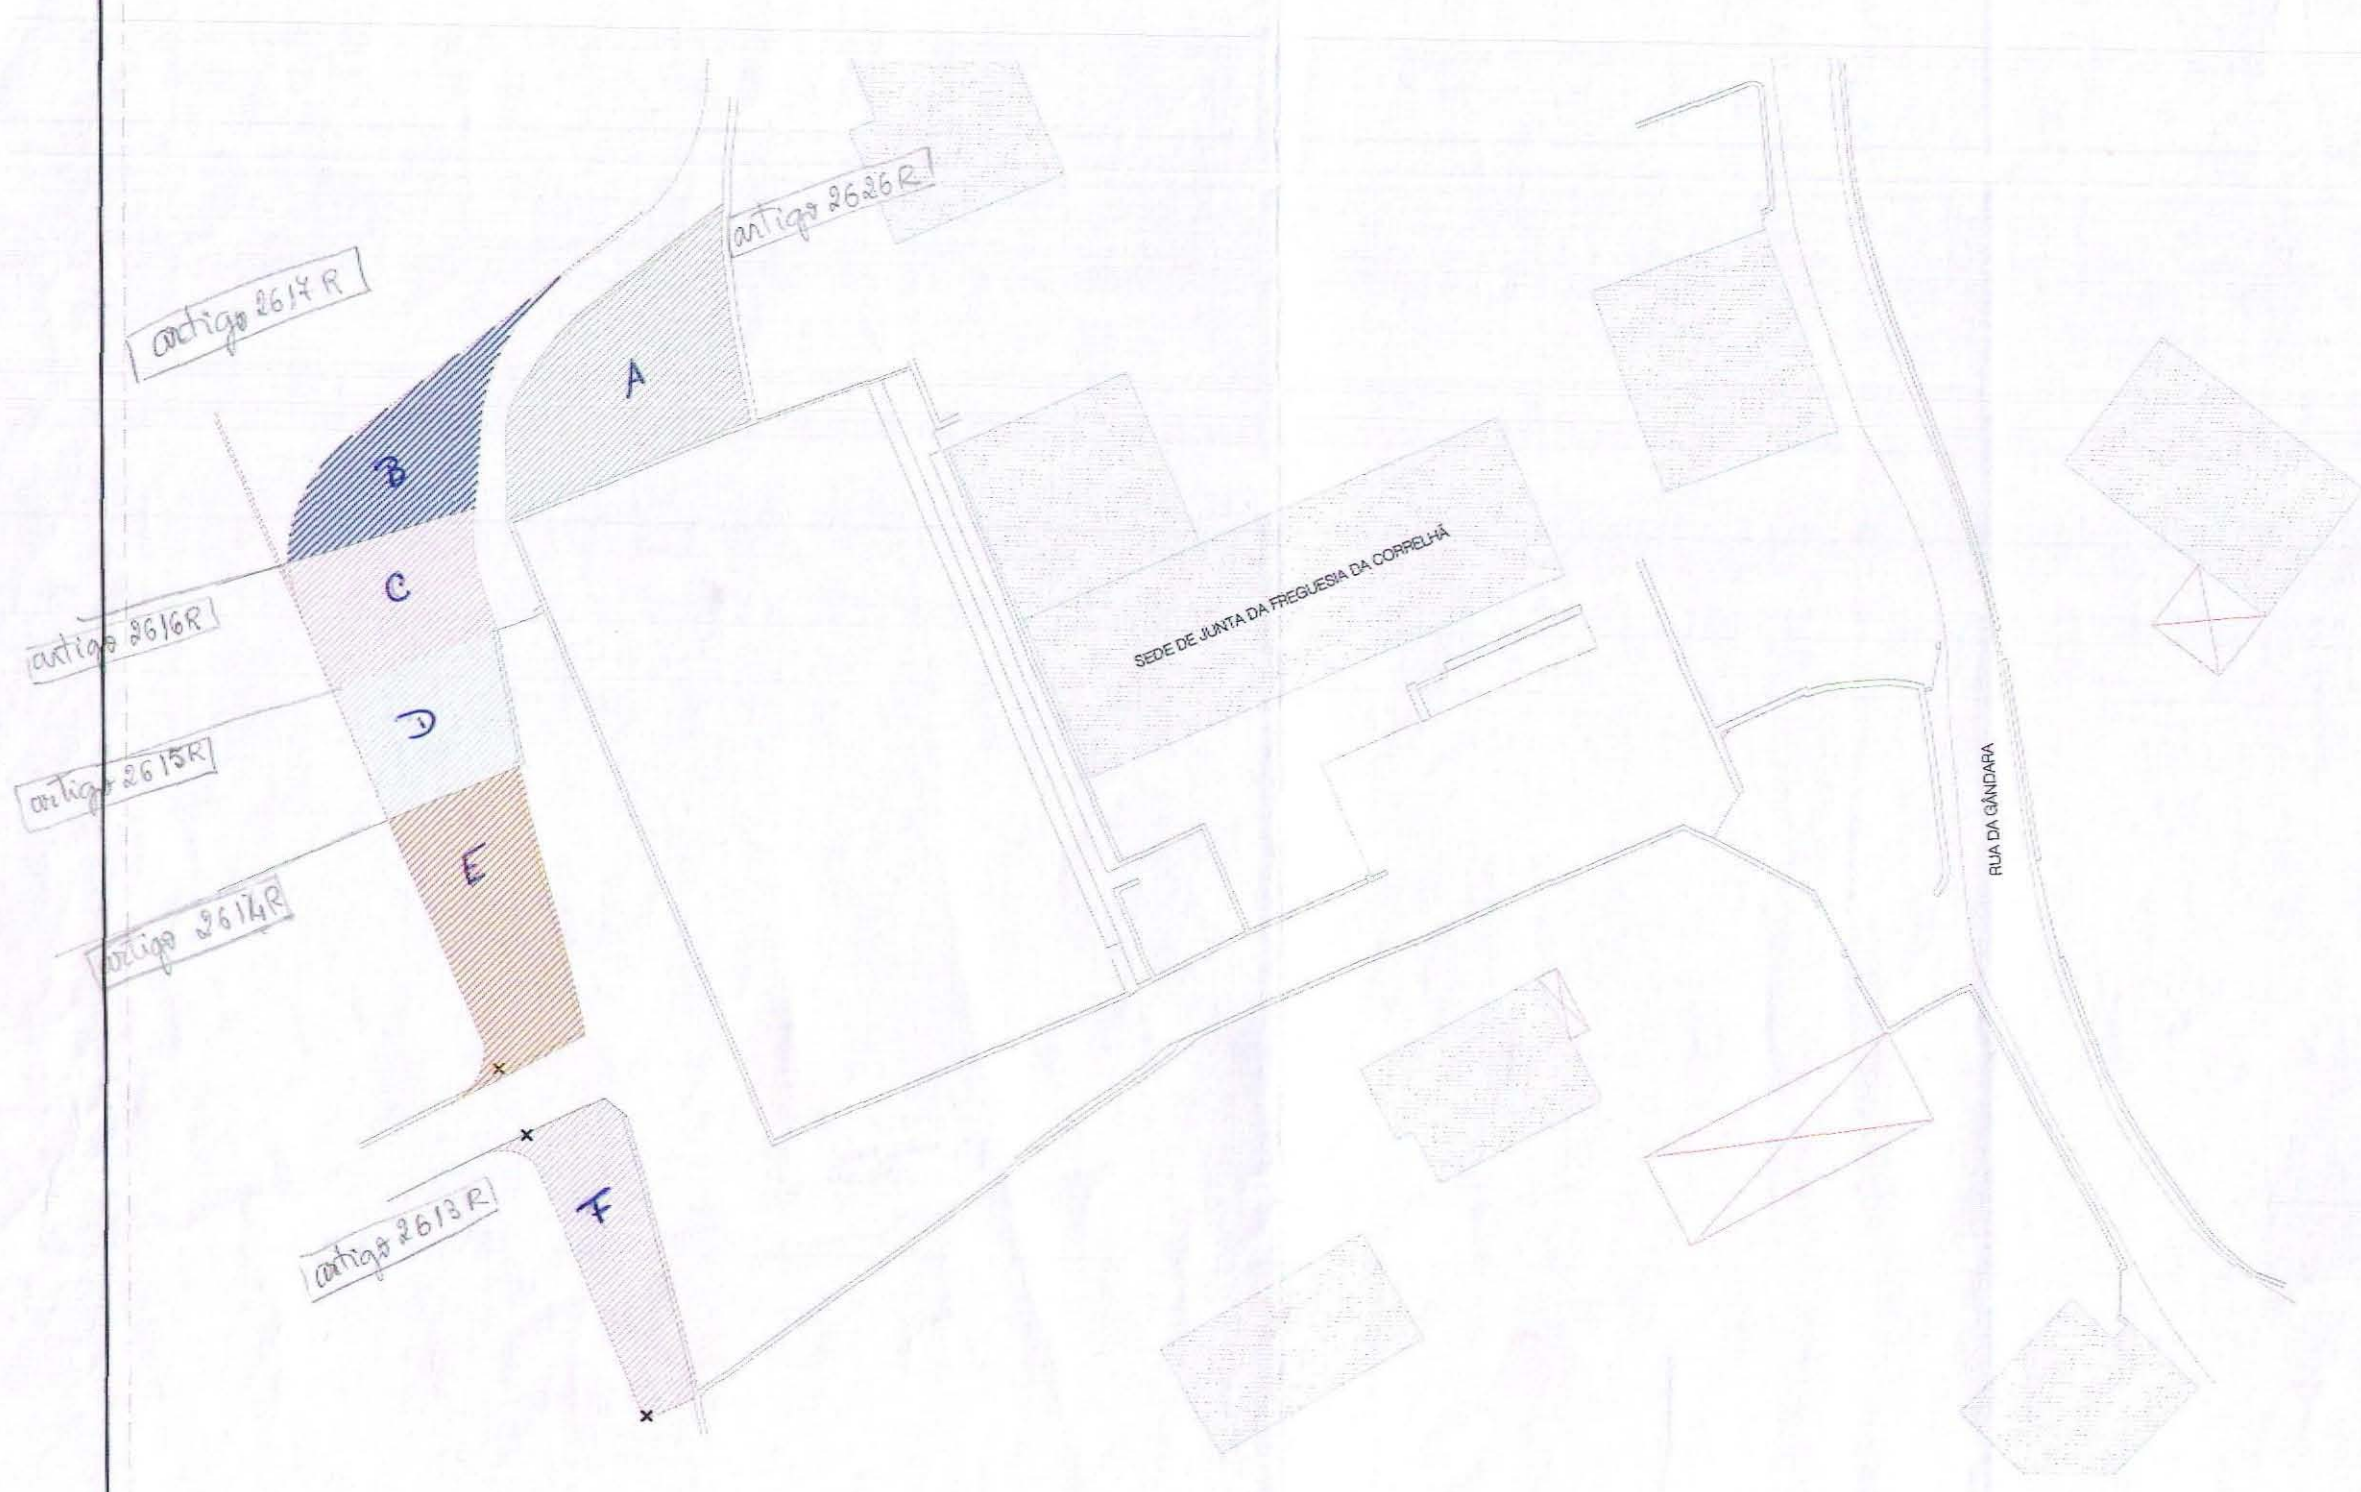 artigo 2626 R
artigo 2617 R
A
B
C
artigo 2616R
SEDE DE JUNTA DA FREGUESIA DA CORRELHÃ
D
artigo 2615R
RUA DA GÂNDARA
E
artigo 2614R
F
artigo 2613 R